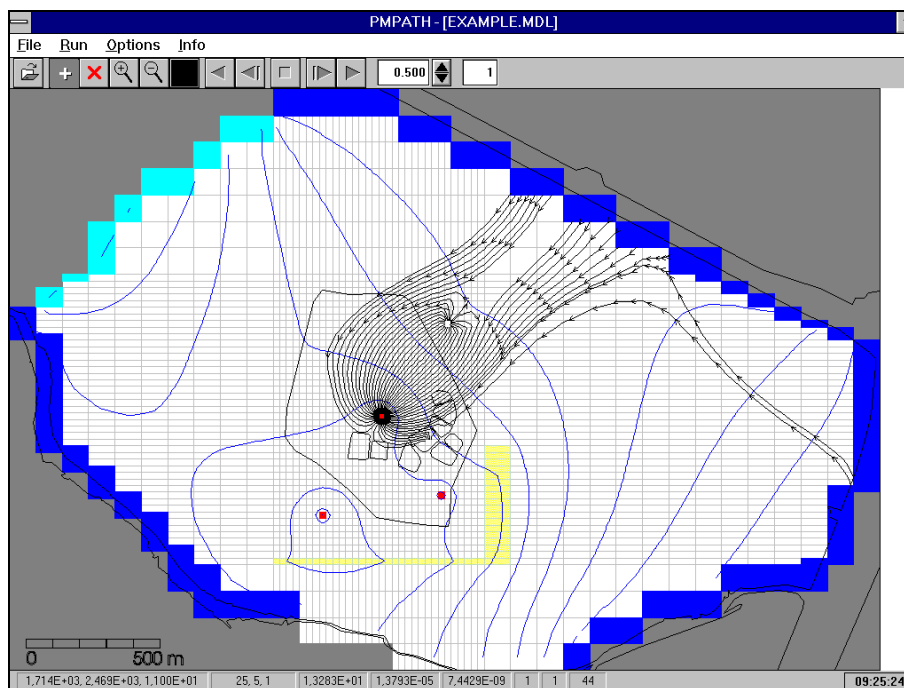 PMPATH - [EXAMPLE.MDL]
File Run Options Info
0.500 1
0 500 m
1,714E+03, 2,469E+03, 1,100E+01 25, 5, 1 1,3283E+01 1,3793E-05 7,4429E-09 1 1 44 09:25:24